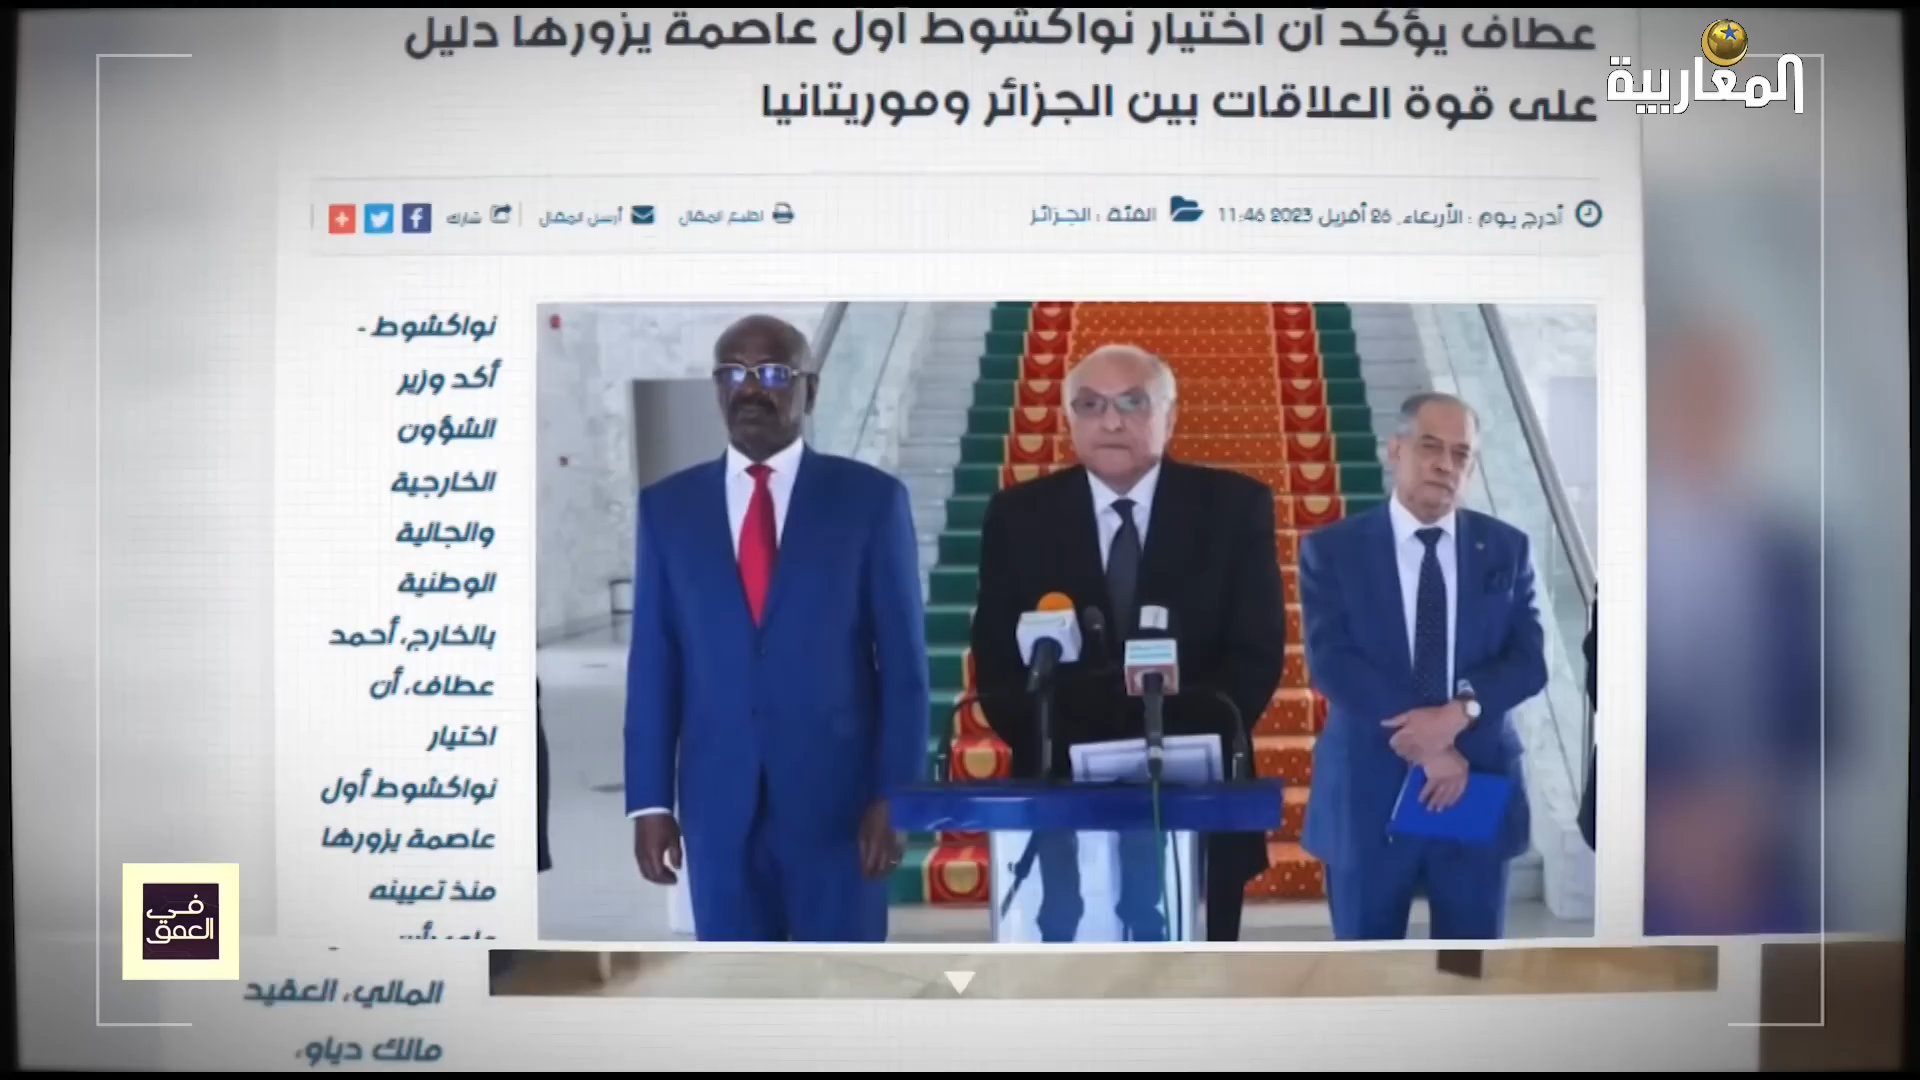 عطاف يؤكد أن اختيار نواكشوط أول عاصمة يزورها دليل
على قوة العلاقات بين الجزائر وموريتانيا
المغاربية
أدرج يوم : الأربعاء, 26 أفريل 2023 11:46 الفئة : الجزائر
اطبع المقال أرسل المقال شارك
نواكشوط -
أكد وزير
الشؤون
الخارجية
والجالية
الوطنية
بالخارج، أحمد
عطاف، أن
اختيار
نواكشوط أول
عاصمة يزورها
منذ تعيينه
المالي، العقيد
مالك دياو،
في
العمق